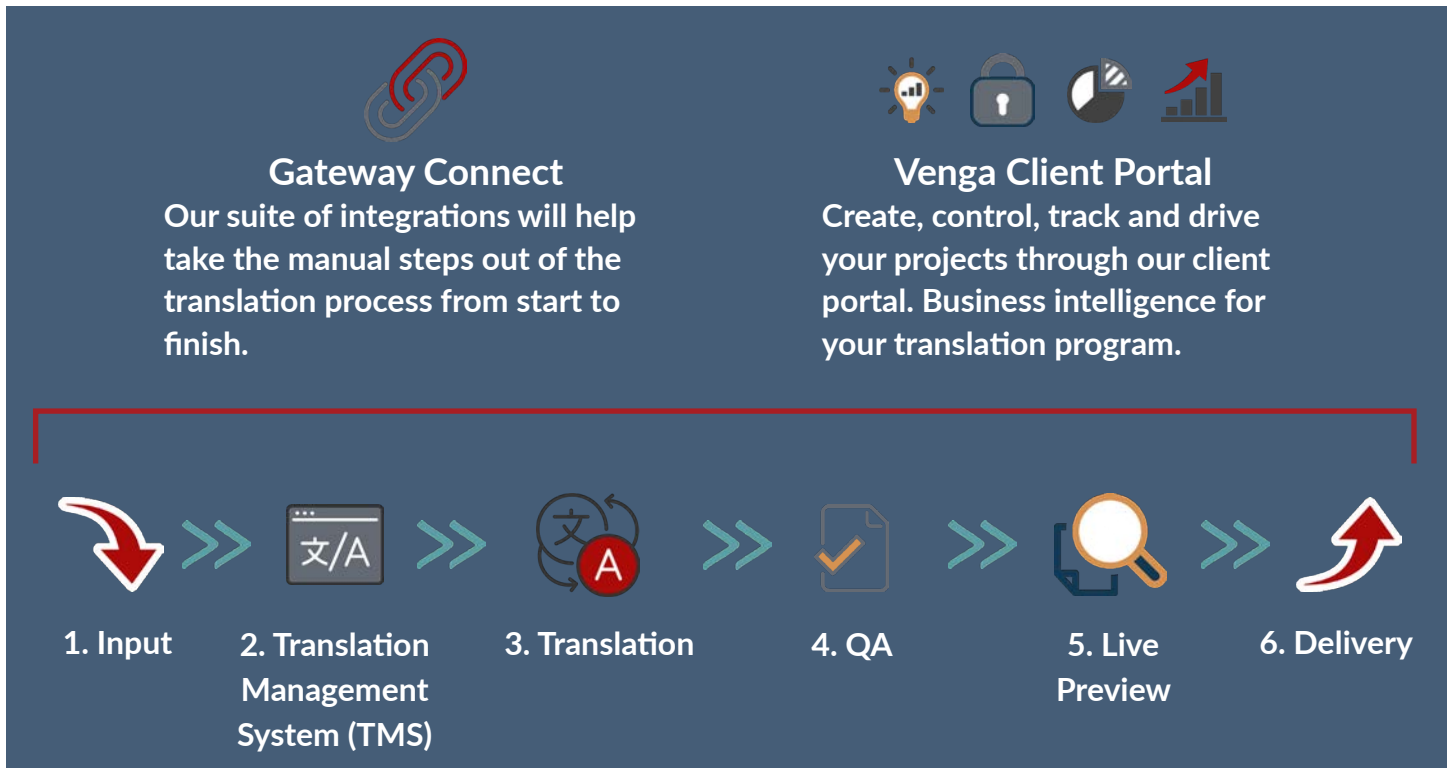 Gateway Connect
Our suite of integrations will help
take the manual steps out of the
translation process from start to
finish.
Venga Client Portal
Create, control, track and drive
your projects through our client
portal. Business intelligence for
your translation program.
文/A
文
A
1. Input
2. Translation
Management
System (TMS)
3. Translation
4. QA
5. Live
Preview
6. Delivery